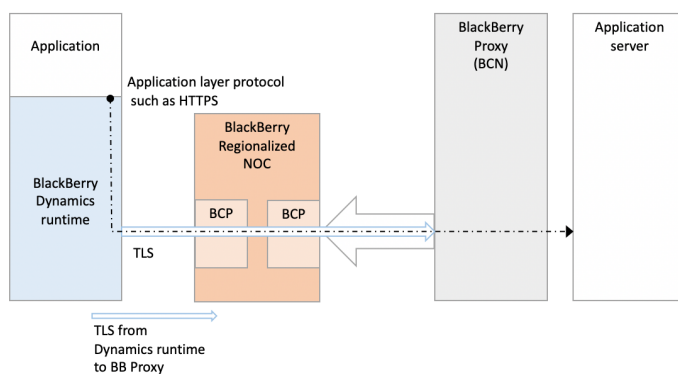 Application
BlackBerry
Dynamics
runtime
Application layer protocol
such as HTTPS
BlackBerry
Regionalized
NOC
BCP
BCP
TLS
BlackBerry
Proxy
(BCN)
Application
server
TLS from
Dynamics runtime
to BB Proxy